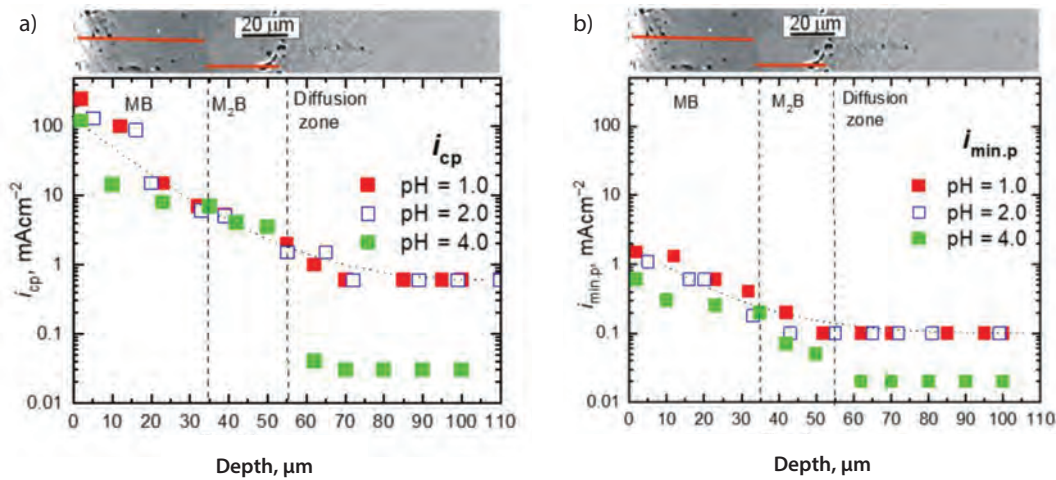 a)
20 μm
MB
M₂B
Diffusion
zone
i_cp
pH = 1.0
pH = 2.0
pH = 4.0
i_cp, mAcm⁻²
100
10
1
0.1
0.01
0 10 20 30 40 50 60 70 80 90 100 110
Depth, μm
b)
20 μm
MB
M₂B
Diffusion
zone
i_min.p
pH = 1.0
pH = 2.0
pH = 4.0
i_min.p, mAcm⁻²
100
10
1
0.1
0.01
0 10 20 30 40 50 60 70 80 90 100 110
Depth, μm